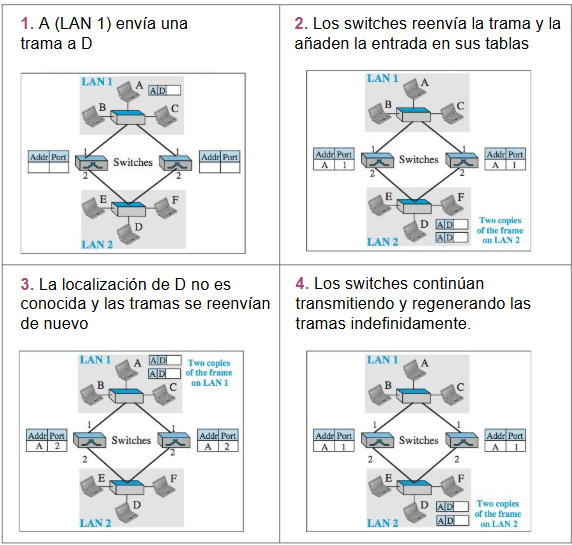 1. A (LAN 1) envía una
trama a D
LAN 1
A
A D
B
C
Addr Port
1
Switches
1
Addr Port
2
2
E
F
D
LAN 2
2. Los switches reenvía la trama y la
añaden la entrada en sus tablas
LAN 1
A
B
C
Addr Port
A 1
1
Switches
1
Addr Port
A 1
2
2
E
F
D
A D
A D
Two copies
of the frame
on LAN 2
LAN 2
3. La localización de D no es
conocida y las tramas se reenvían
de nuevo
LAN 1
A
A D
A D
Two copies
of the frame
on LAN 1
B
C
Addr Port
A 2
1
Switches
1
Addr Port
A 2
2
2
E
F
D
LAN 2
4. Los switches continúan
transmitiendo y regenerando las
tramas indefinidamente.
LAN 1
A
B
C
Addr Port
A 1
1
Switches
1
Addr Port
A 1
2
2
E
F
D
A D
A D
Two copies
of the frame
on LAN 2
LAN 2